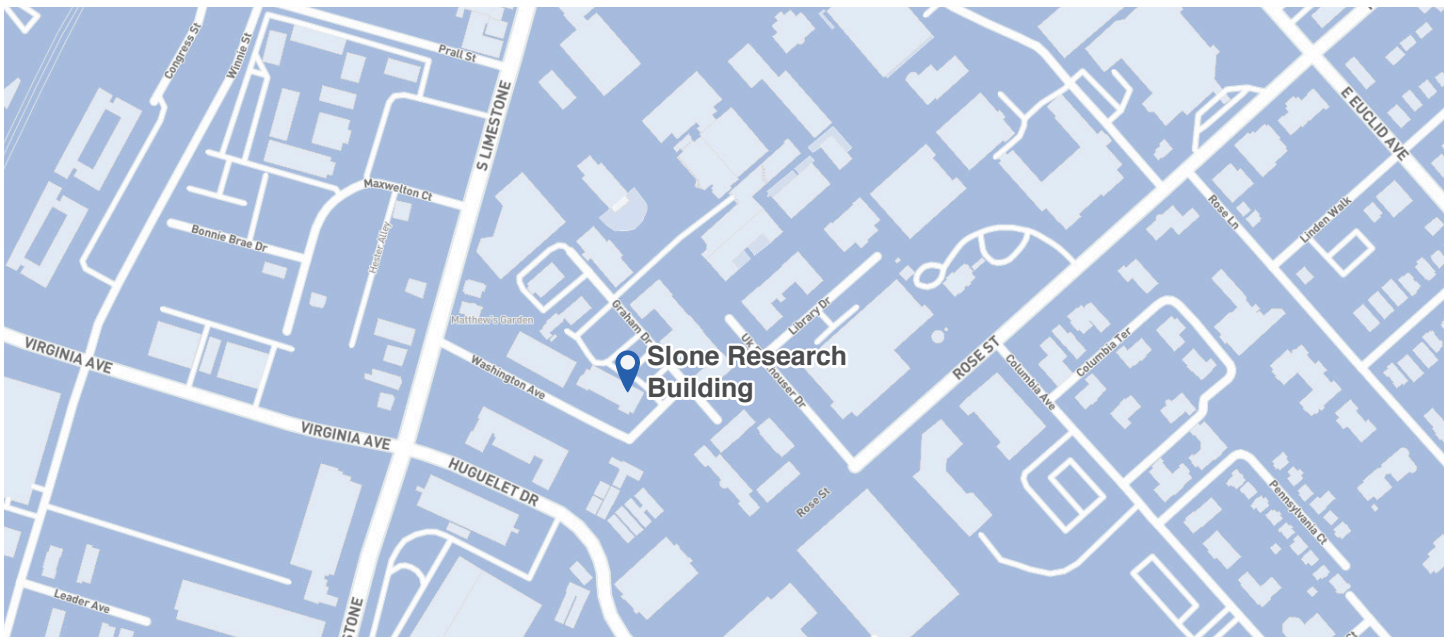 Congress St
Winnie St
Prall St
S LIMESTONE
E EUCLID AVE
Maxwelton Ct
Rose Ln
Linden Walk
Bonnie Brae Dr
Hester Alley
Matthew's Garden
Graham Dr
Library Dr
VIRGINIA AVE
Washington Ave
Slone Research
Building
ROSE ST
Columbia Ter
Columbia Ave
VIRGINIA AVE
HUGUELET DR
Rose St
Pennsylvania Ct
Leader Ave